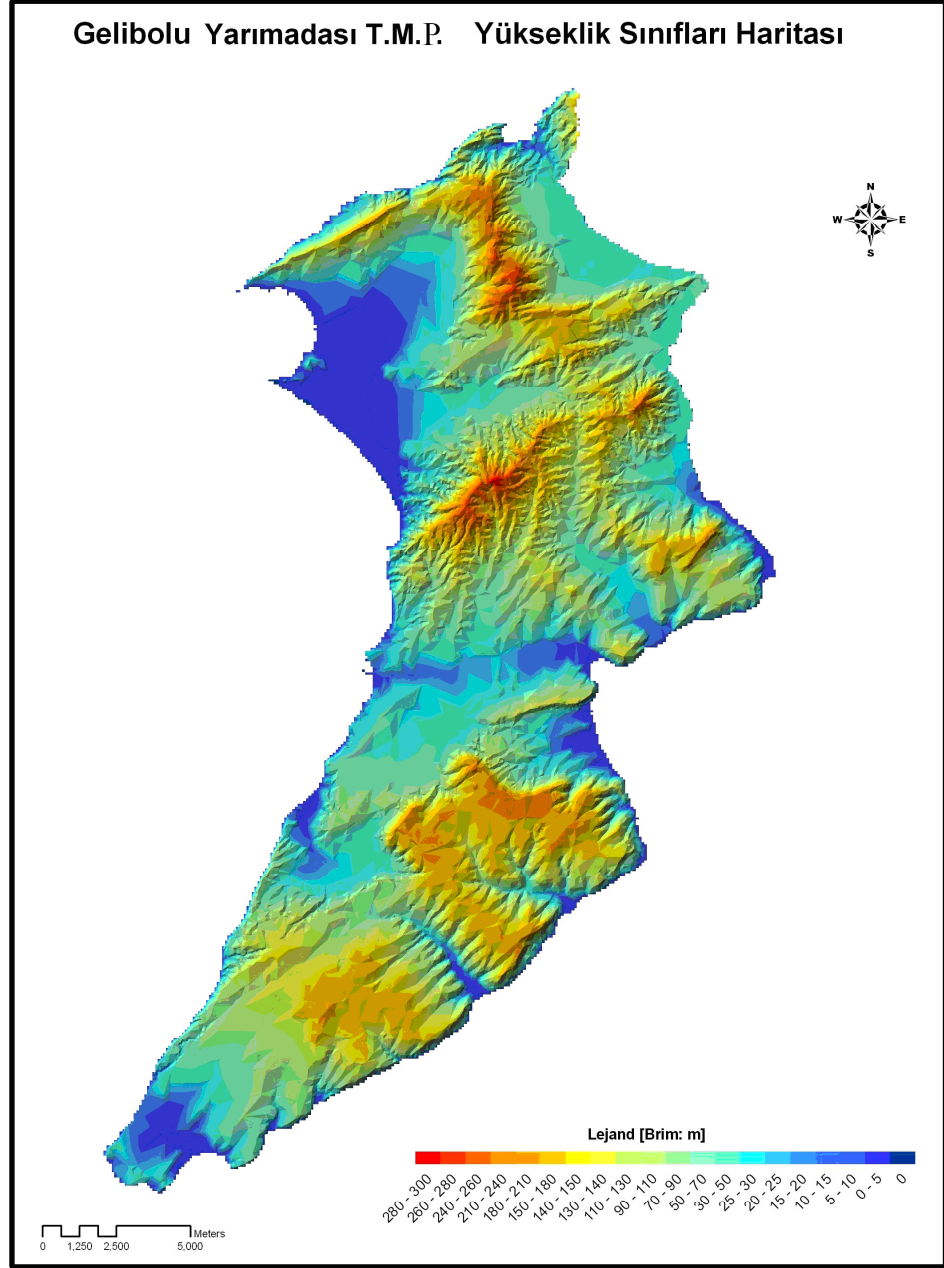 Gelibolu Yarımadası T.M.P. Yükseklik Sınıfları Haritası
N
W E
S
Lejand [Brim: m]
280 - 300
260 - 280
240 - 260
210 - 240
180 - 210
150 - 180
140 - 150
130 - 140
110 - 130
90 - 110
70 - 90
50 - 70
30 - 50
25 - 30
20 - 25
15 - 20
10 - 15
5 - 10
0 - 5
0
Meters
0 1,250 2,500 5,000